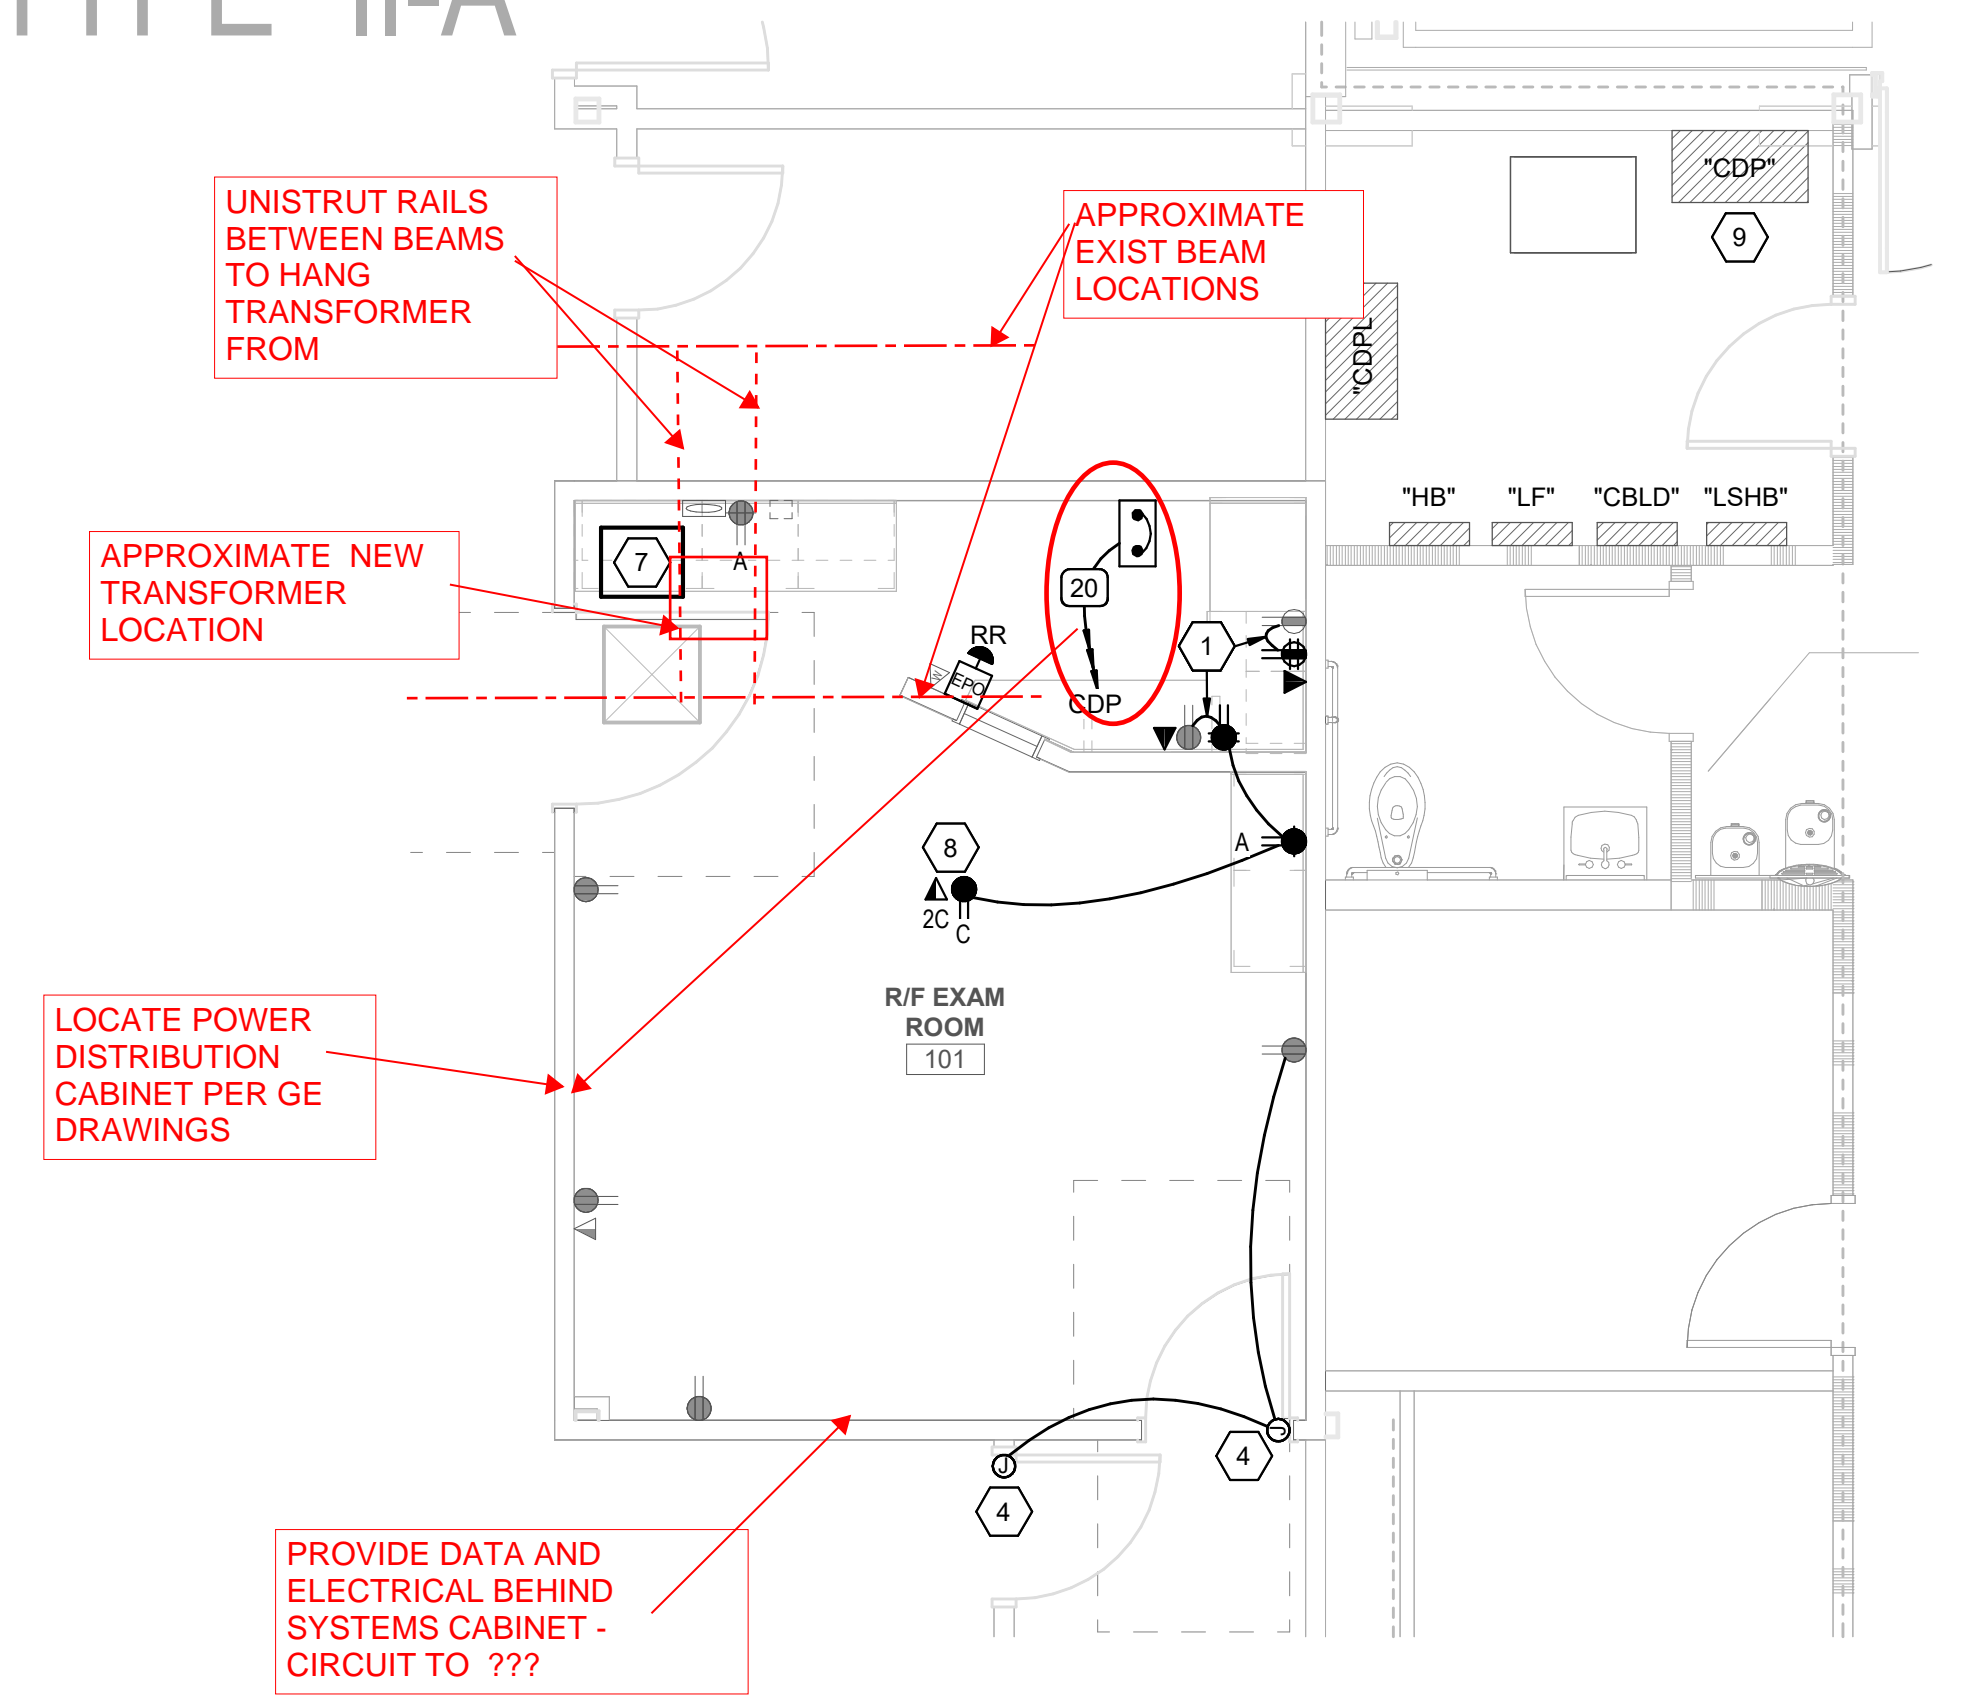 TYPE II-A
UNISTRUT RAILS
BETWEEN BEAMS
TO HANG
TRANSFORMER
FROM
APPROXIMATE
EXIST BEAM
LOCATIONS
"CDP"
9
"CDPL
"HB" "LF" "CBLD" "LSHB"
APPROXIMATE NEW
TRANSFORMER
LOCATION
7
A
20
CDP
RR
EPO
W
1
A
8
2C
C
R/F EXAM
ROOM
101
LOCATE POWER
DISTRIBUTION
CABINET PER GE
DRAWINGS
J
4
J
4
PROVIDE DATA AND
ELECTRICAL BEHIND
SYSTEMS CABINET -
CIRCUIT TO ???